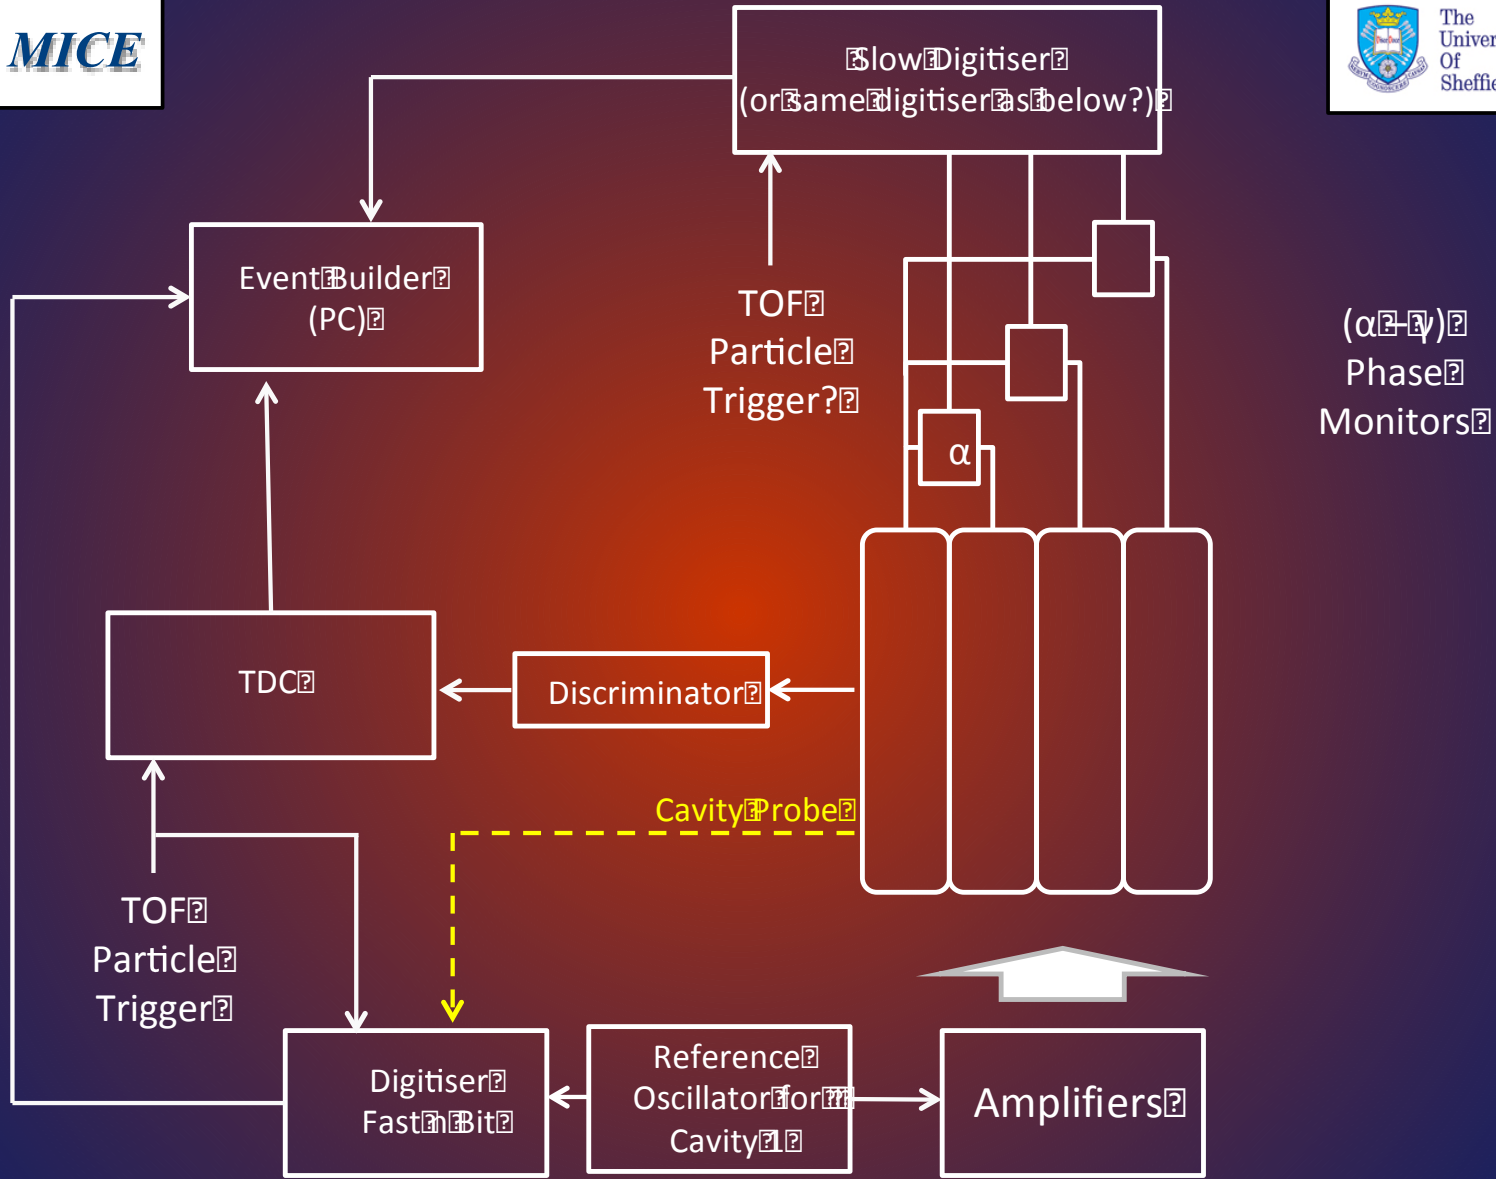 MICE
The
Univer
Of
Sheffie
Slow Digitiser
(or same digitiser as below?)
Event Builder
(PC)
TOF
Particle
Trigger?
(α – γ)
Phase
Monitors
α
TDC
Discriminator
Cavity Probe
TOF
Particle
Trigger
Digitiser
Fast n Bit
Reference
Oscillator for
Cavity 1
Amplifiers